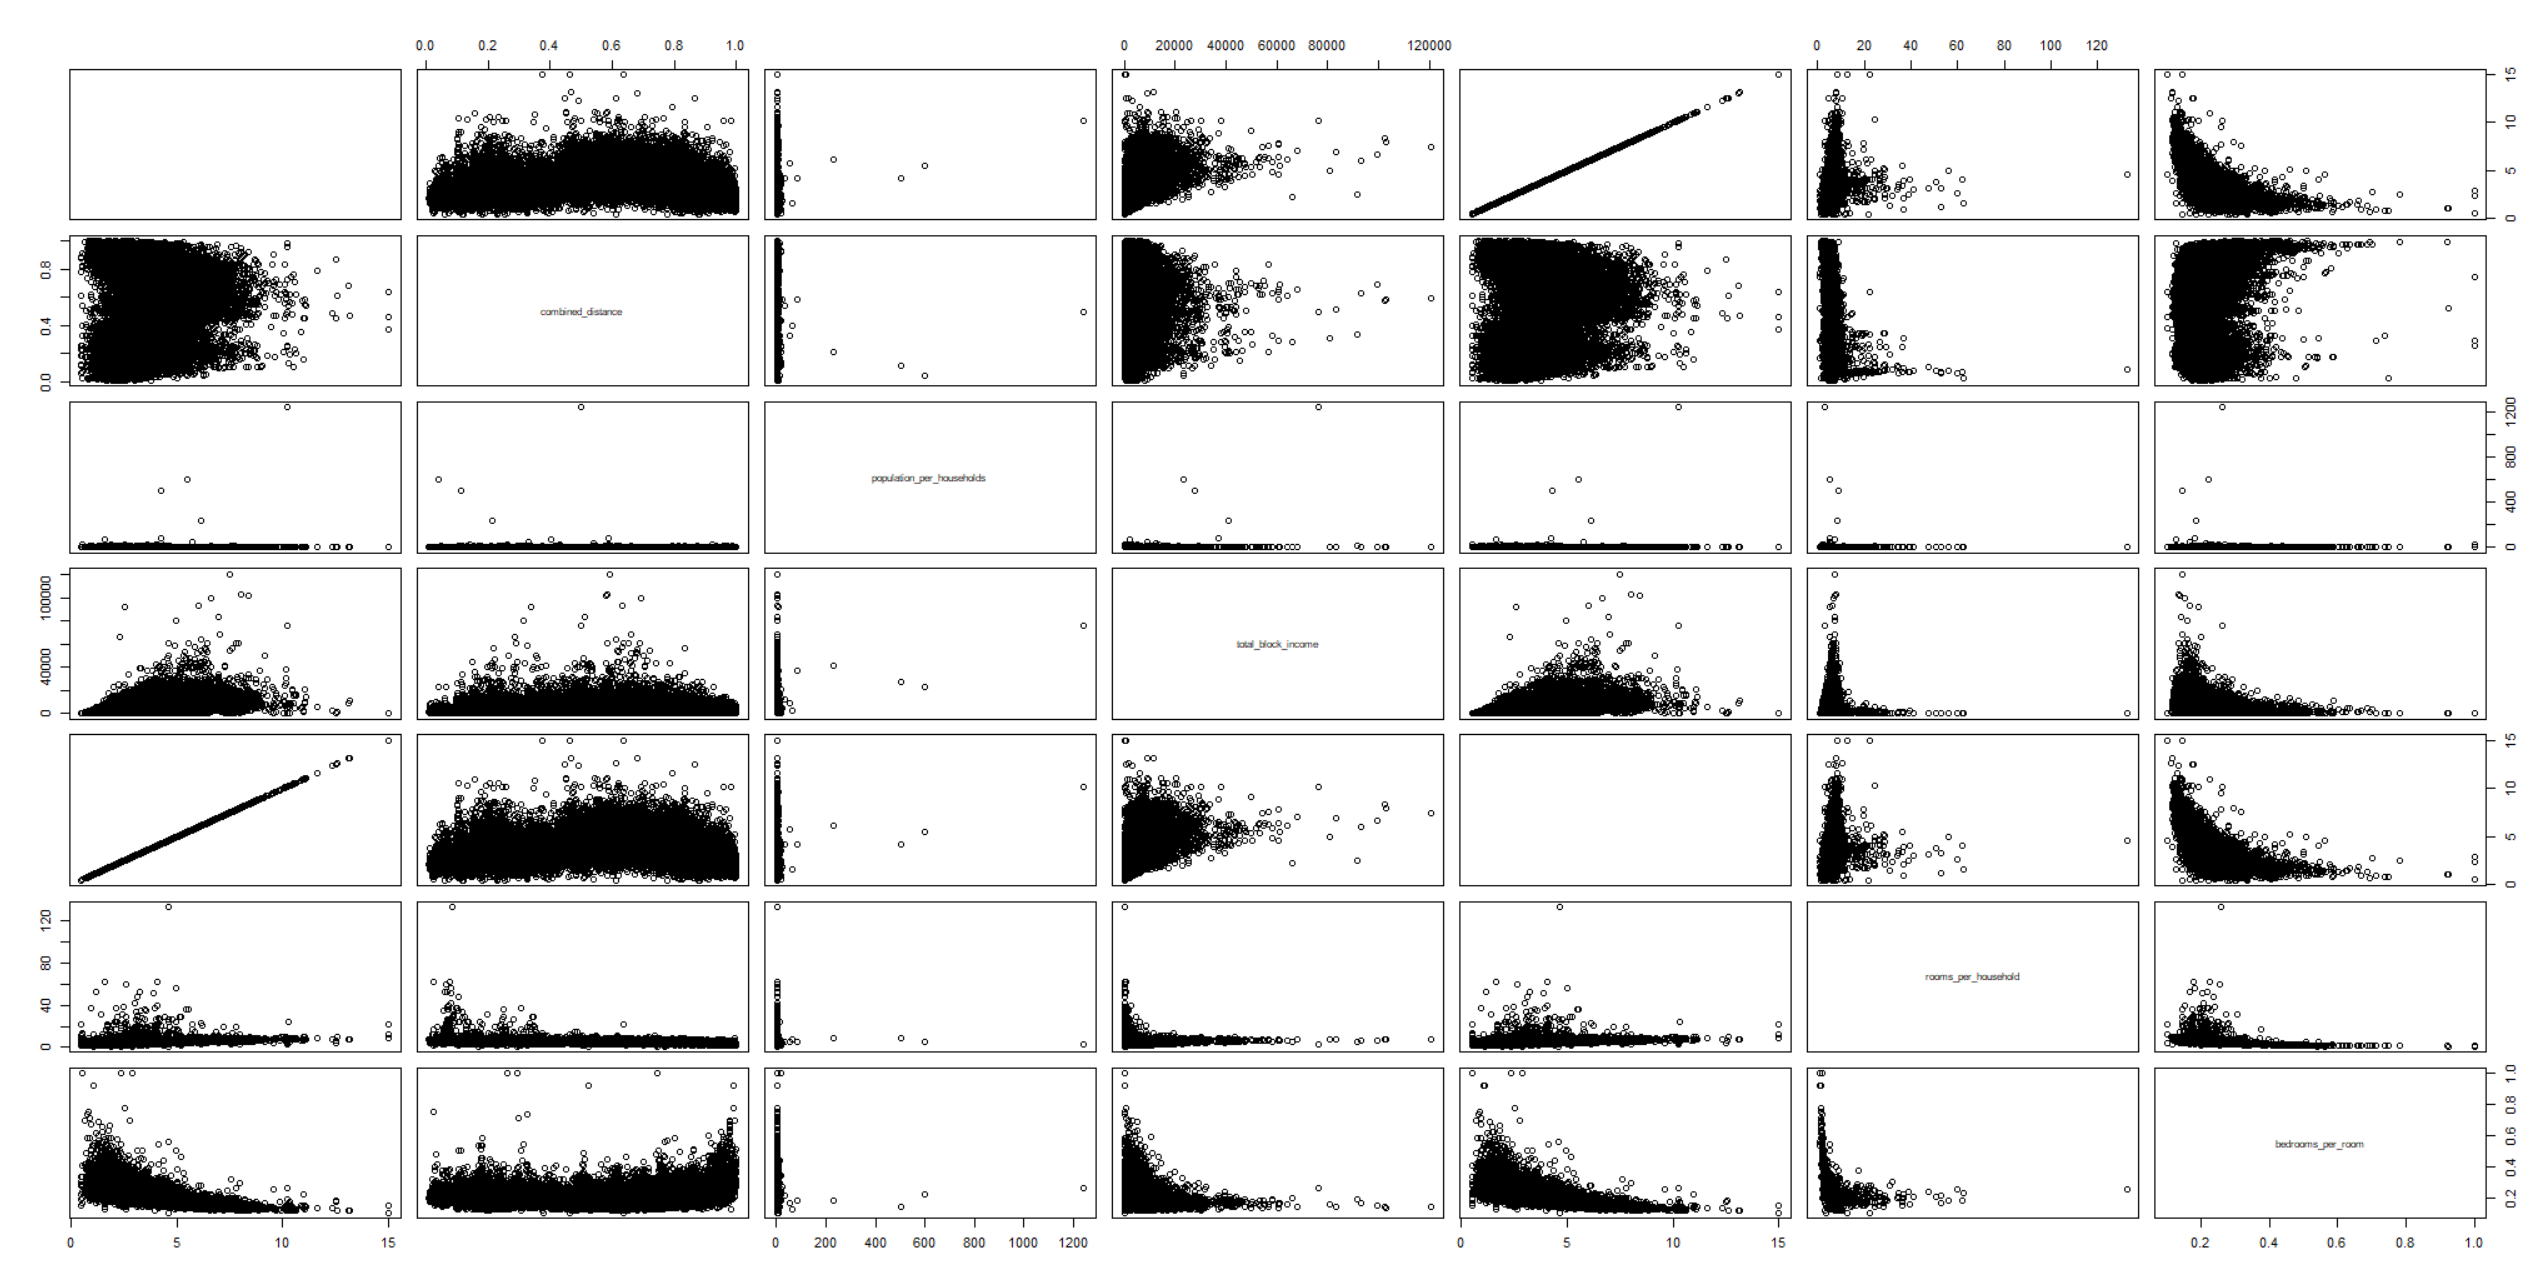 0.0 0.2 0.4 0.6 0.8 1.0 0 20000 40000 60000 80000 120000 0 20 40 60 80 100 120
0 5 10 15
0.0 0.4 0.8
combined_distance
population_per_households
0 400 800 1200
0 40000 100000
total_block_income
0 5 10 15
0 40 80 120
rooms_per_household
bedrooms_per_room
0.2 0.4 0.6 0.8 1.0
0 5 10 15 0 200 400 600 800 1000 1200 0 5 10 15 0.2 0.4 0.6 0.8 1.0